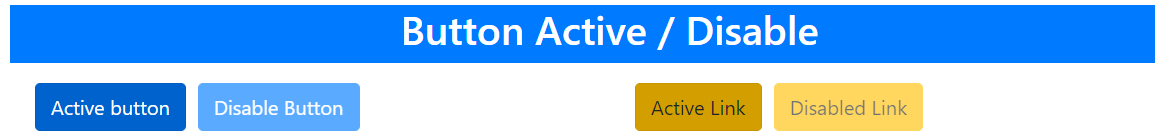 Button Active / Disable
Active button Disable Button Active Link Disabled Link